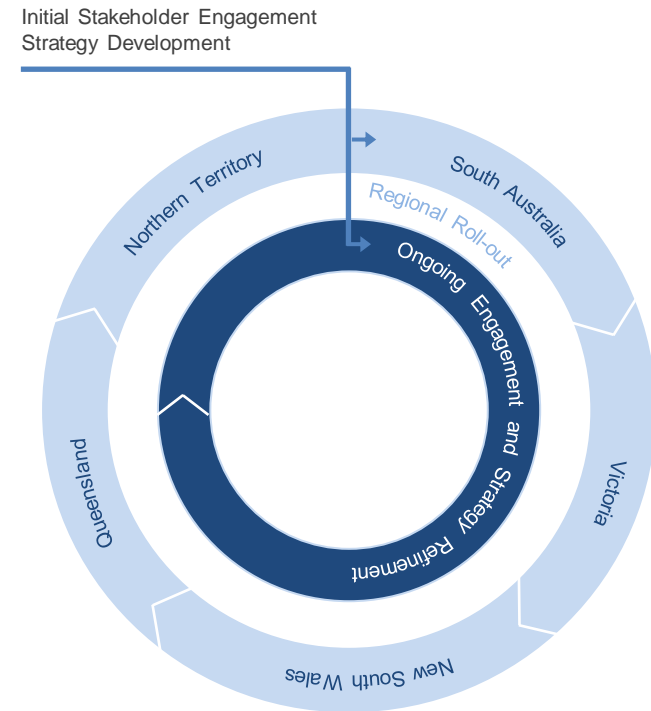 Initial Stakeholder Engagement
Strategy Development
Northern Territory
South Australia
Regional Roll-out
Ongoing Engagement and Strategy Refinement
Victoria
Queensland
New South Wales